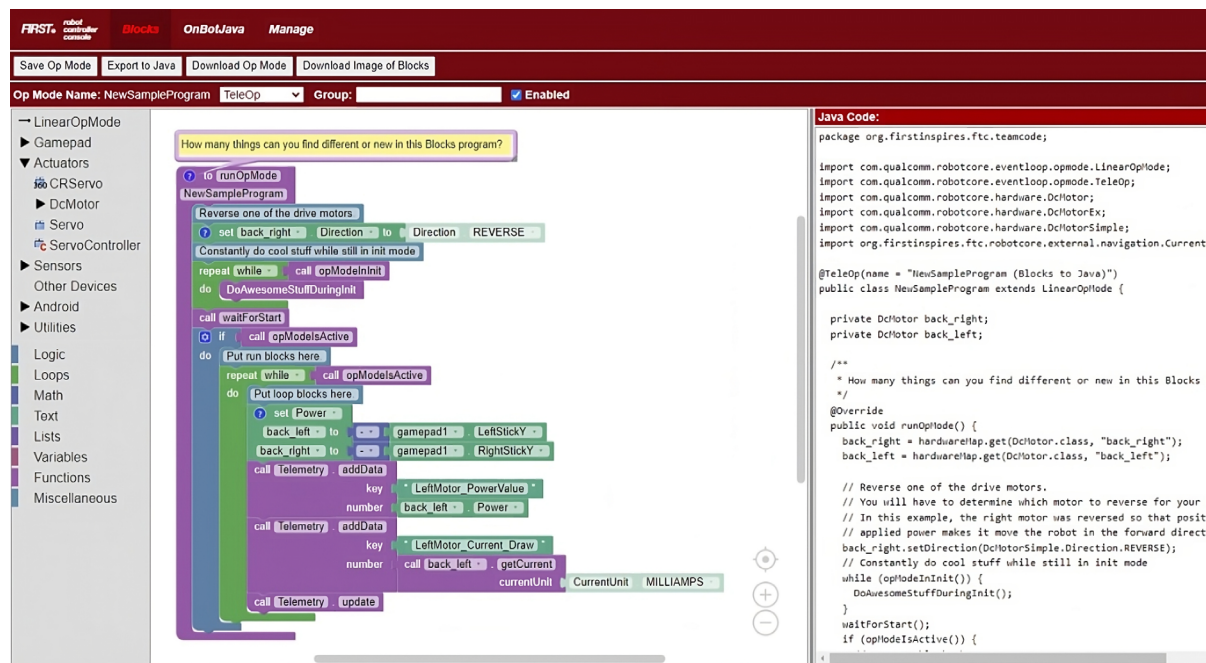 FIRST. robot controller console Blocks OnBotJava Manage
Save Op Mode Export to Java Download Op Mode Download Image of Blocks
Op Mode Name: NewSampleProgram TeleOp Group: Enabled
LinearOpMode
Gamepad
Actuators
CRServo
DcMotor
Servo
ServoController
Sensors
Other Devices
Android
Utilities
Logic
Loops
Math
Text
Lists
Variables
Functions
Miscellaneous
How many things can you find different or new in this Blocks program?
to runOpMode
NewSampleProgram
Reverse one of the drive motors
set back_right . Direction to Direction REVERSE
Constantly do cool stuff while still in init mode
repeat while call opModeInInit
do DoAwesomeStuffDuringInit
call waitForStart
if call opModeIsActive
do Put run blocks here.
repeat while call opModeIsActive
do Put loop blocks here.
set Power
back_left to - gamepad1 . LeftStickY
back_right to - gamepad1 . RightStickY
call Telemetry . addData
key " LeftMotor_PowerValue "
number back_left . Power
call Telemetry . addData
key " LeftMotor_Current_Draw "
number call back_left . getCurrent
currentUnit CurrentUnit MILLIAMPS
call Telemetry . update
Java Code:
package org.firstinspires.ftc.teamcode;
import com.qualcomm.robotcore.eventloop.opmode.LinearOpMode;
import com.qualcomm.robotcore.eventloop.opmode.TeleOp;
import com.qualcomm.robotcore.hardware.DcMotor;
import com.qualcomm.robotcore.hardware.DcMotorEx;
import com.qualcomm.robotcore.hardware.DcMotorSimple;
import org.firstinspires.ftc.robotcore.external.navigation.Current
@TeleOp(name = "NewSampleProgram (Blocks to Java)")
public class NewSampleProgram extends LinearOpMode {
private DcMotor back_right;
private DcMotor back_left;
/**
* How many things can you find different or new in this Blocks
*/
@Override
public void runOpMode() {
back_right = hardwareMap.get(DcMotor.class, "back_right");
back_left = hardwareMap.get(DcMotor.class, "back_left");
// Reverse one of the drive motors.
// You will have to determine which motor to reverse for your
// In this example, the right motor was reversed so that posit
// applied power makes it move the robot in the forward direct
back_right.setDirection(DcMotorSimple.Direction.REVERSE);
// Constantly do cool stuff while still in init mode
while (opModeInInit()) {
DoAwesomeStuffDuringInit();
}
waitForStart();
if (opModeIsActive()) {